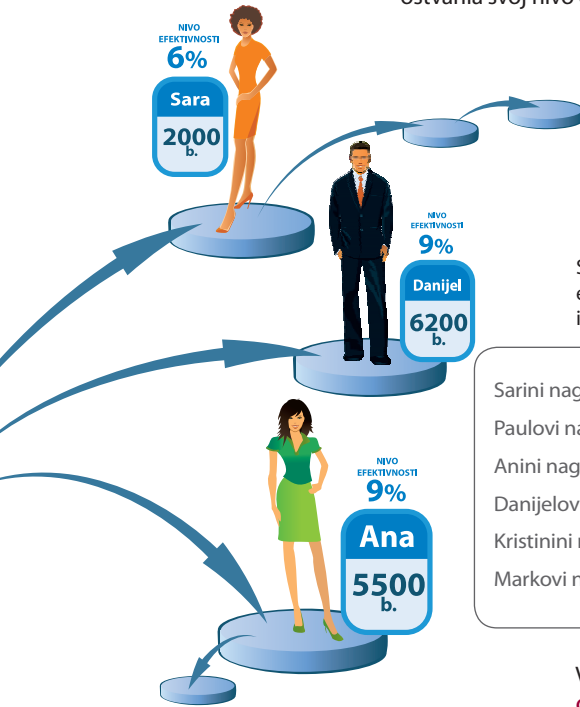 ostvarila svoj nivo
NIVO
EFEKTIVNOSTI
6%
Sara
2000
b.
NIVO
EFEKTIVNOSTI
9%
Danijel
6200
b.
NIVO
EFEKTIVNOSTI
9%
Ana
5500
b.
Sarini nag
Paulovi na
Anini nag
Danijelov
Kristinini
Markovi